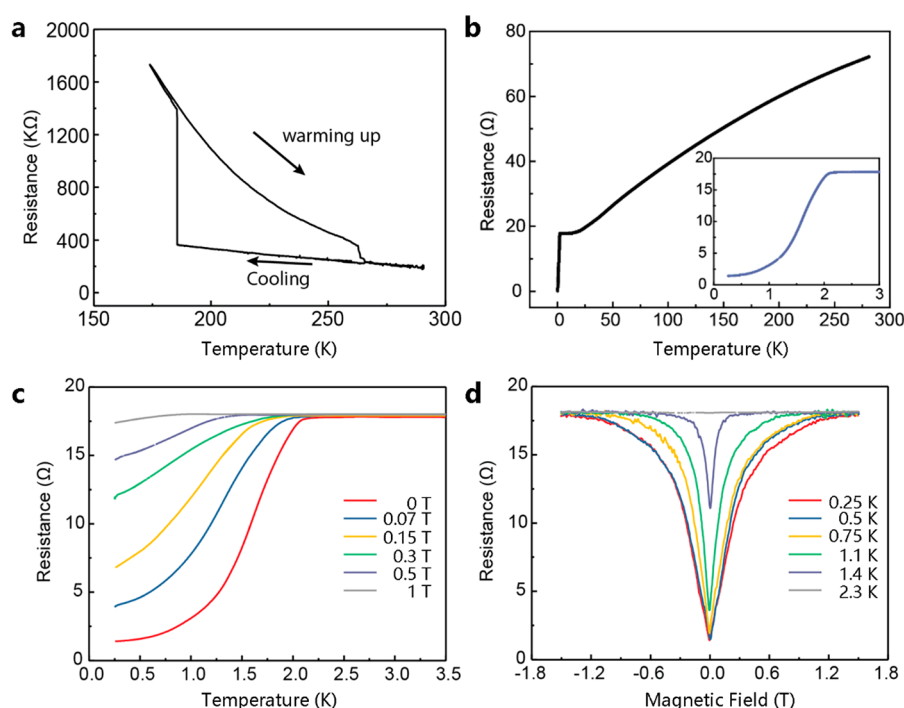 a
2000
1600
1200
800
400
0
Resistance (KΩ)
warming up
Cooling
150
200
250
300
Temperature (K)
b
80
60
40
20
0
Resistance (Ω)
20
15
10
5
0
0
1
2
3
0
50
100
150
200
250
300
Temperature (K)
c
20
15
10
5
0
Resistance (Ω)
0 T
0.07 T
0.15 T
0.3 T
0.5 T
1 T
0.0
0.5
1.0
1.5
2.0
2.5
3.0
3.5
Temperature (K)
d
20
15
10
5
0
Resistance (Ω)
0.25 K
0.5 K
0.75 K
1.1 K
1.4 K
2.3 K
-1.8
-1.2
-0.6
0.0
0.6
1.2
1.8
Magnetic Field (T)